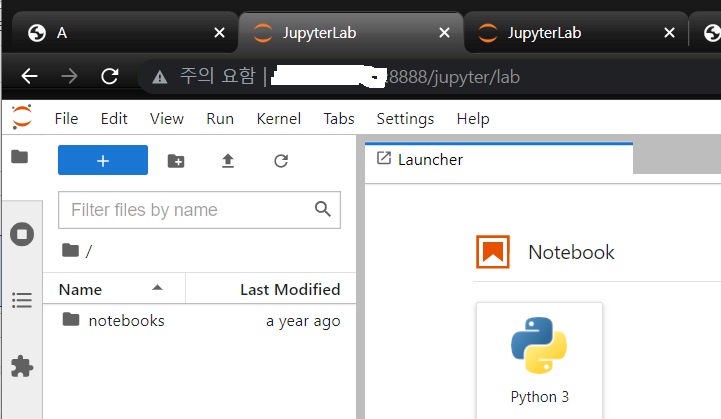 A
JupyterLab
JupyterLab
주의 요함 | :8888/jupyter/lab
File Edit View Run Kernel Tabs Settings Help
Launcher
Filter files by name
/
Notebook
Name Last Modified
notebooks a year ago
Python 3